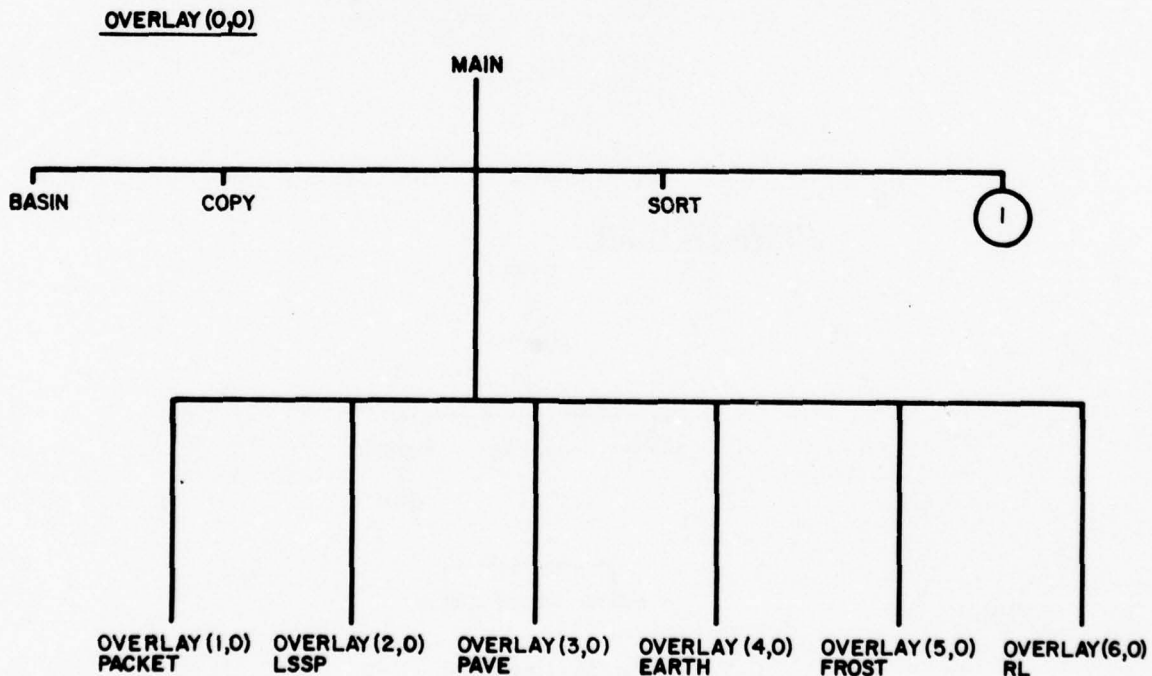 OVERLAY (0,0)
MAIN
BASIN
COPY
SORT
1
OVERLAY (1,0)
PACKET
OVERLAY (2,0)
LSSP
OVERLAY (3,0)
PAVE
OVERLAY (4,0)
EARTH
OVERLAY (5,0)
FROST
OVERLAY (6,0)
RL